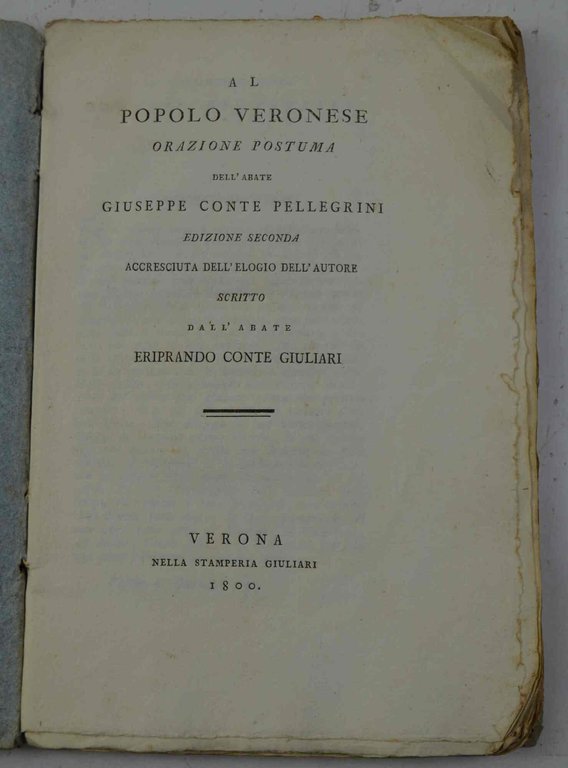 AL
POPOLO VERONESE
ORAZIONE POSTUMA
DELL' ABATE
GIUSEPPE CONTE PELLEGRINI
EDIZIONE SECONDA
ACCRESCIUTA DELL' ELOGIO DELL' AUTORE
SCRITTO
DALL' ABATE
ERIPRANDO CONTE GIULIARI
VERONA
NELLA STAMPERIA GIULIARI
1800.